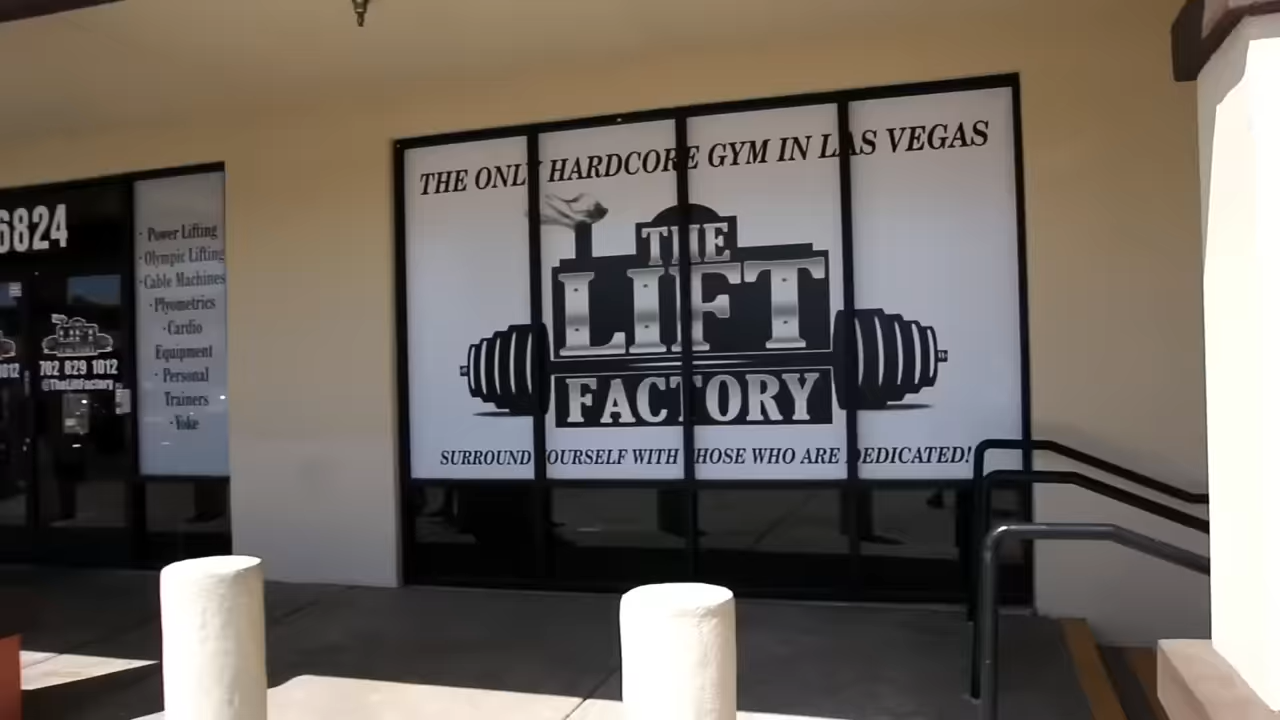 6824
702 829 1012
@TheLiftFactory
1012
· Power Lifting
· Olympic Lifting
· Cable Machines
· Plyometrics
· Cardio
Equipment
· Personal
Trainers
· Yoke
THE ONLY HARDCORE GYM IN LAS VEGAS
THE
LIFT
FACTORY
SURROUND YOURSELF WITH THOSE WHO ARE DEDICATED!